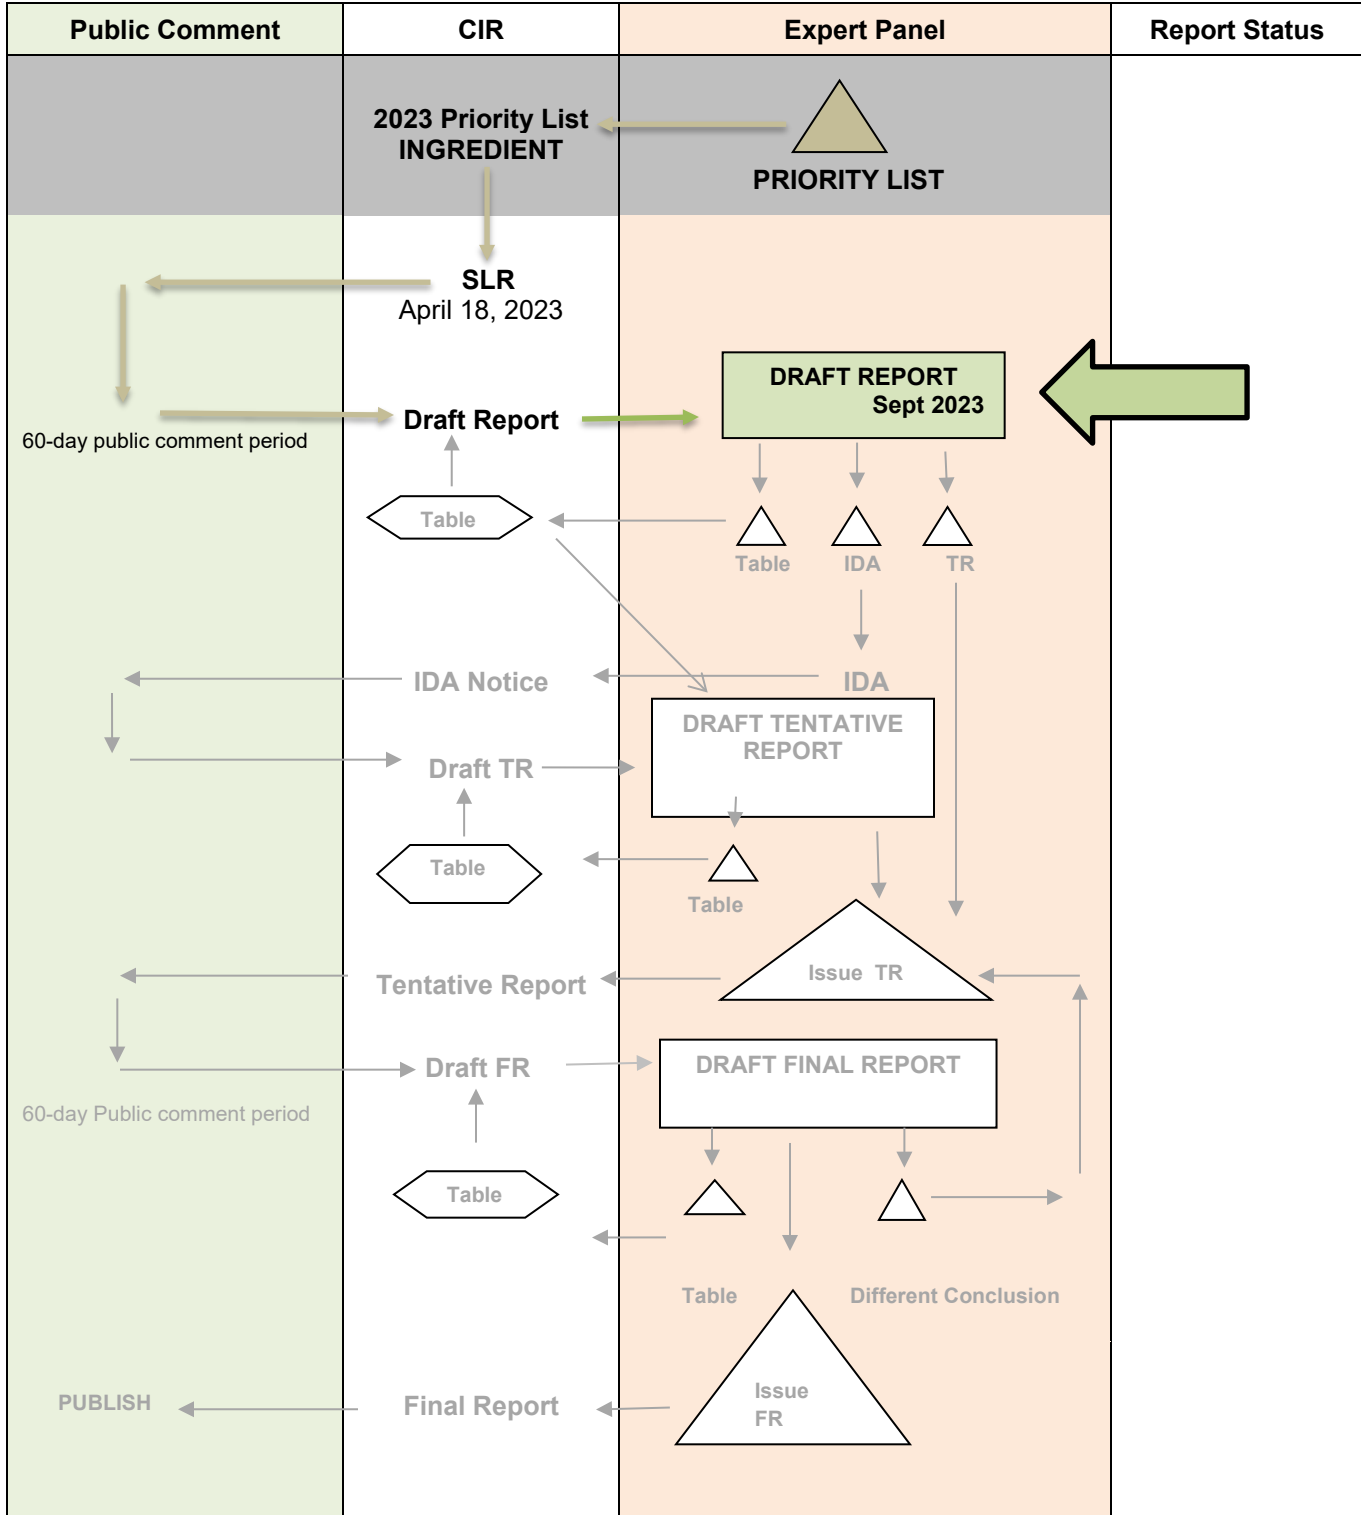 Public Comment
CIR
Expert Panel
Report Status
2023 Priority List
INGREDIENT
PRIORITY LIST
SLR
April 18, 2023
60-day public comment period
Draft Report
DRAFT REPORT
Sept 2023
Table
Table
IDA
TR
IDA Notice
IDA
DRAFT TENTATIVE
REPORT
Draft TR
Table
Table
Tentative Report
Issue TR
Draft FR
DRAFT FINAL REPORT
60-day Public comment period
Table
Table
Different Conclusion
PUBLISH
Final Report
Issue
FR